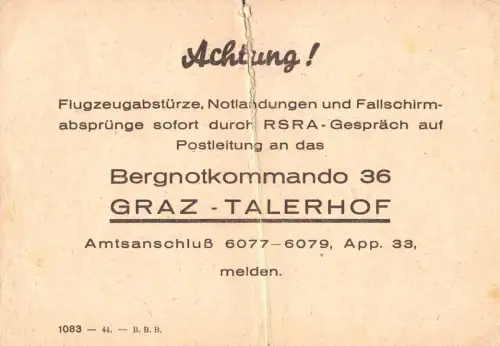 Achtung!
Flugzeugabstürze, Notlandungen und Fallschirm-
absprünge sofort durch RSRA-Gespräch auf
Postleitung an das
Bergnotkommando 36
GRAZ - TALERHOF
Amtsanschluß 6077—6079, App. 33,
melden.
1083 — 44. — B. B. B.